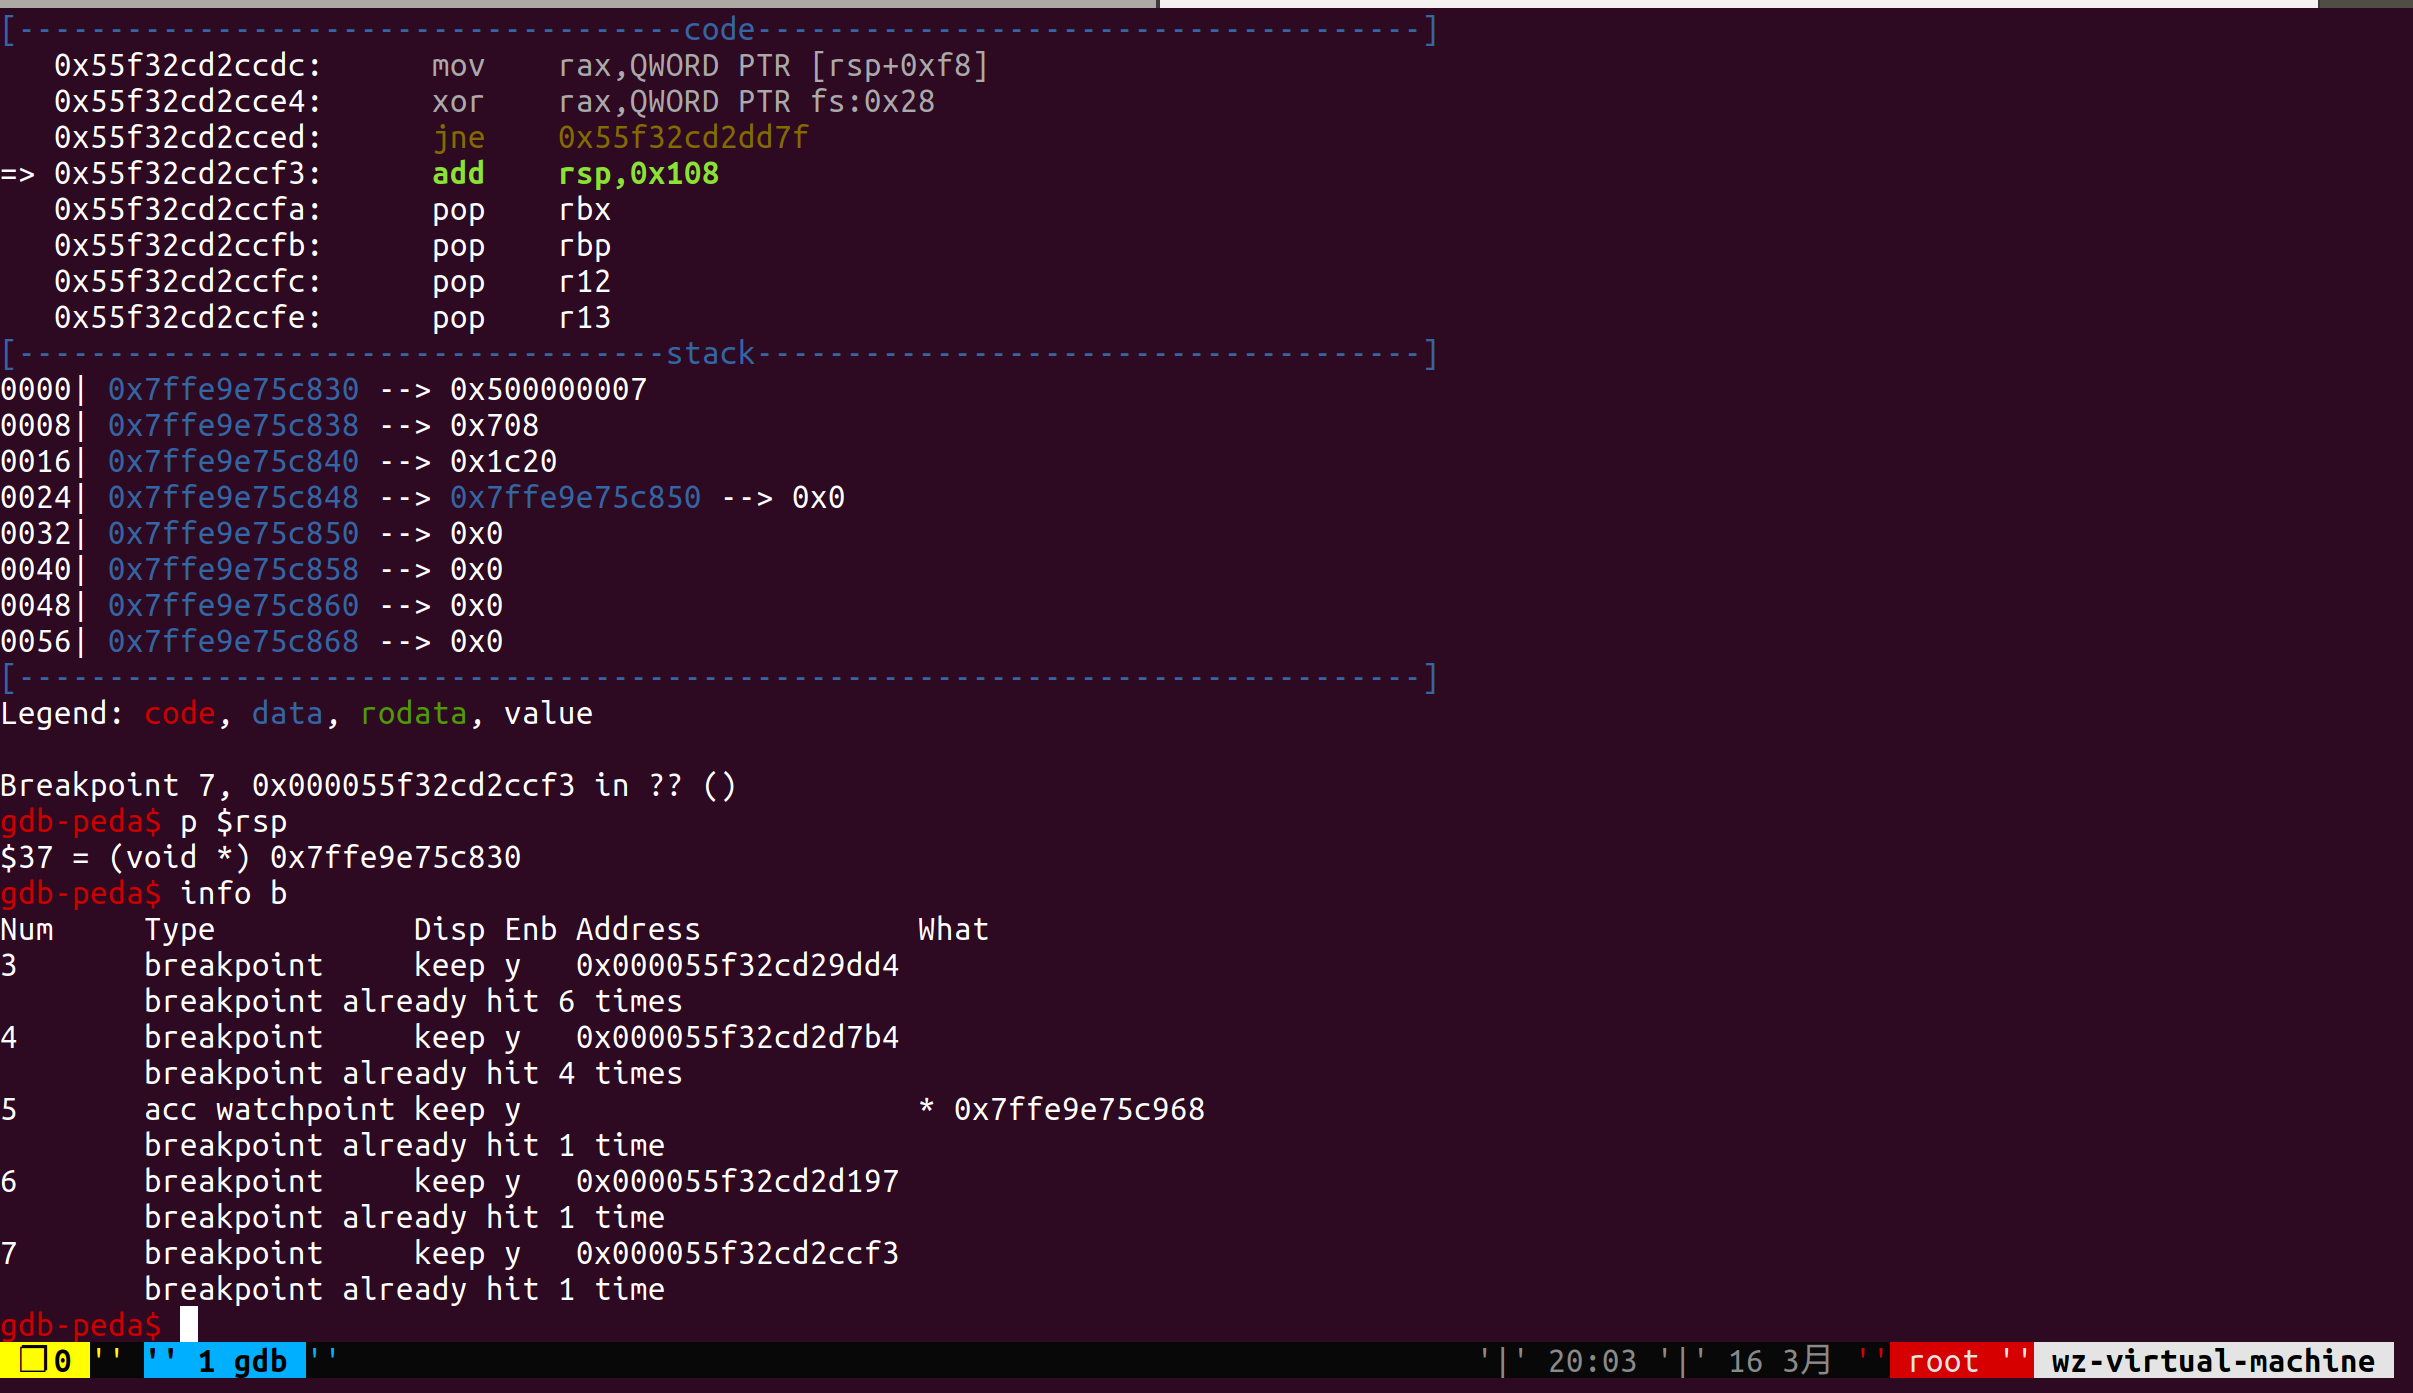 [-------------------------------------code-------------------------------------]
   0x55f32cd2ccdc:      mov    rax,QWORD PTR [rsp+0xf8]
   0x55f32cd2cce4:      xor    rax,QWORD PTR fs:0x28
   0x55f32cd2cced:      jne    0x55f32cd2dd7f
=> 0x55f32cd2ccf3:      add    rsp,0x108
   0x55f32cd2ccfa:      pop    rbx
   0x55f32cd2ccfb:      pop    rbp
   0x55f32cd2ccfc:      pop    r12
   0x55f32cd2ccfe:      pop    r13
[------------------------------------stack-------------------------------------]
0000| 0x7ffe9e75c830 --> 0x500000007
0008| 0x7ffe9e75c838 --> 0x708
0016| 0x7ffe9e75c840 --> 0x1c20
0024| 0x7ffe9e75c848 --> 0x7ffe9e75c850 --> 0x0
0032| 0x7ffe9e75c850 --> 0x0
0040| 0x7ffe9e75c858 --> 0x0
0048| 0x7ffe9e75c860 --> 0x0
0056| 0x7ffe9e75c868 --> 0x0
[------------------------------------------------------------------------------]
Legend: code, data, rodata, value

Breakpoint 7, 0x000055f32cd2ccf3 in ?? ()
gdb-peda$ p $rsp
$37 = (void *) 0x7ffe9e75c830
gdb-peda$ info b
Num     Type           Disp Enb Address            What
3       breakpoint     keep y   0x000055f32cd29dd4
        breakpoint already hit 6 times
4       breakpoint     keep y   0x000055f32cd2d7b4
        breakpoint already hit 4 times
5       acc watchpoint keep y                      * 0x7ffe9e75c968
        breakpoint already hit 1 time
6       breakpoint     keep y   0x000055f32cd2d197
        breakpoint already hit 1 time
7       breakpoint     keep y   0x000055f32cd2ccf3
        breakpoint already hit 1 time
gdb-peda$
❐ 0 '' '' 1 gdb '' '|' 20:03 '|' 16 3月 '' root '' wz-virtual-machine